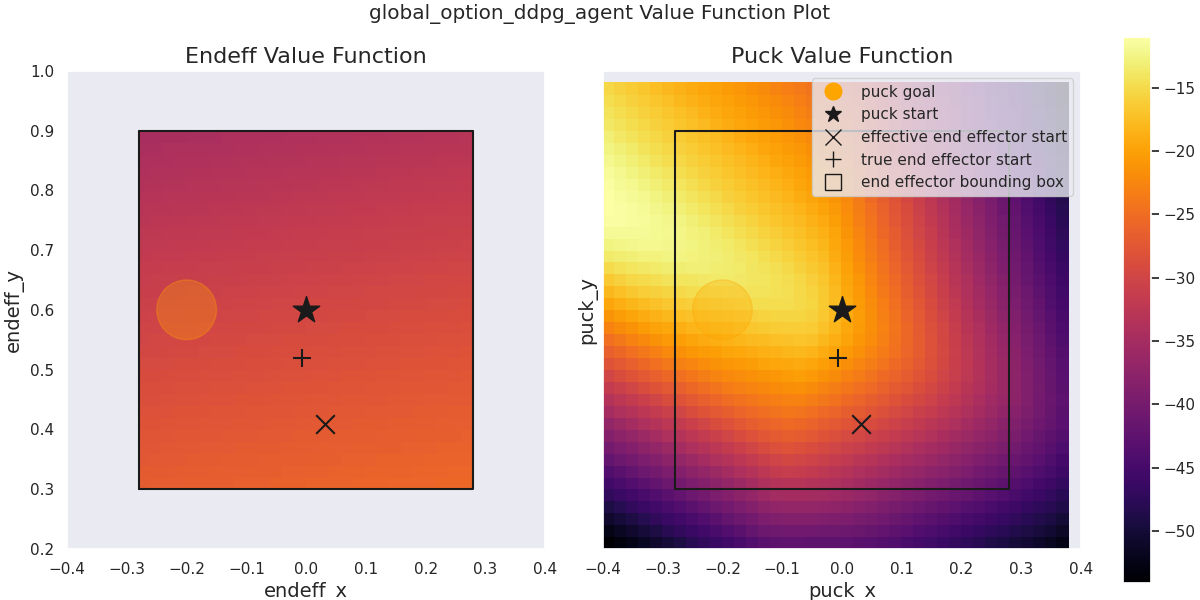 global_option_ddpg_agent Value Function Plot
Endeff Value Function
1.0
0.9
0.8
0.7
0.6
0.5
0.4
0.3
0.2
endeff_y
−0.4 −0.3 −0.2 −0.1 0.0 0.1 0.2 0.3 0.4
endeff_x
Puck Value Function
puck goal
puck start
effective end effector start
true end effector start
end effector bounding box
puck_y
−0.4 −0.3 −0.2 −0.1 0.0 0.1 0.2 0.3 0.4
puck_x
−15
−20
−25
−30
−35
−40
−45
−50